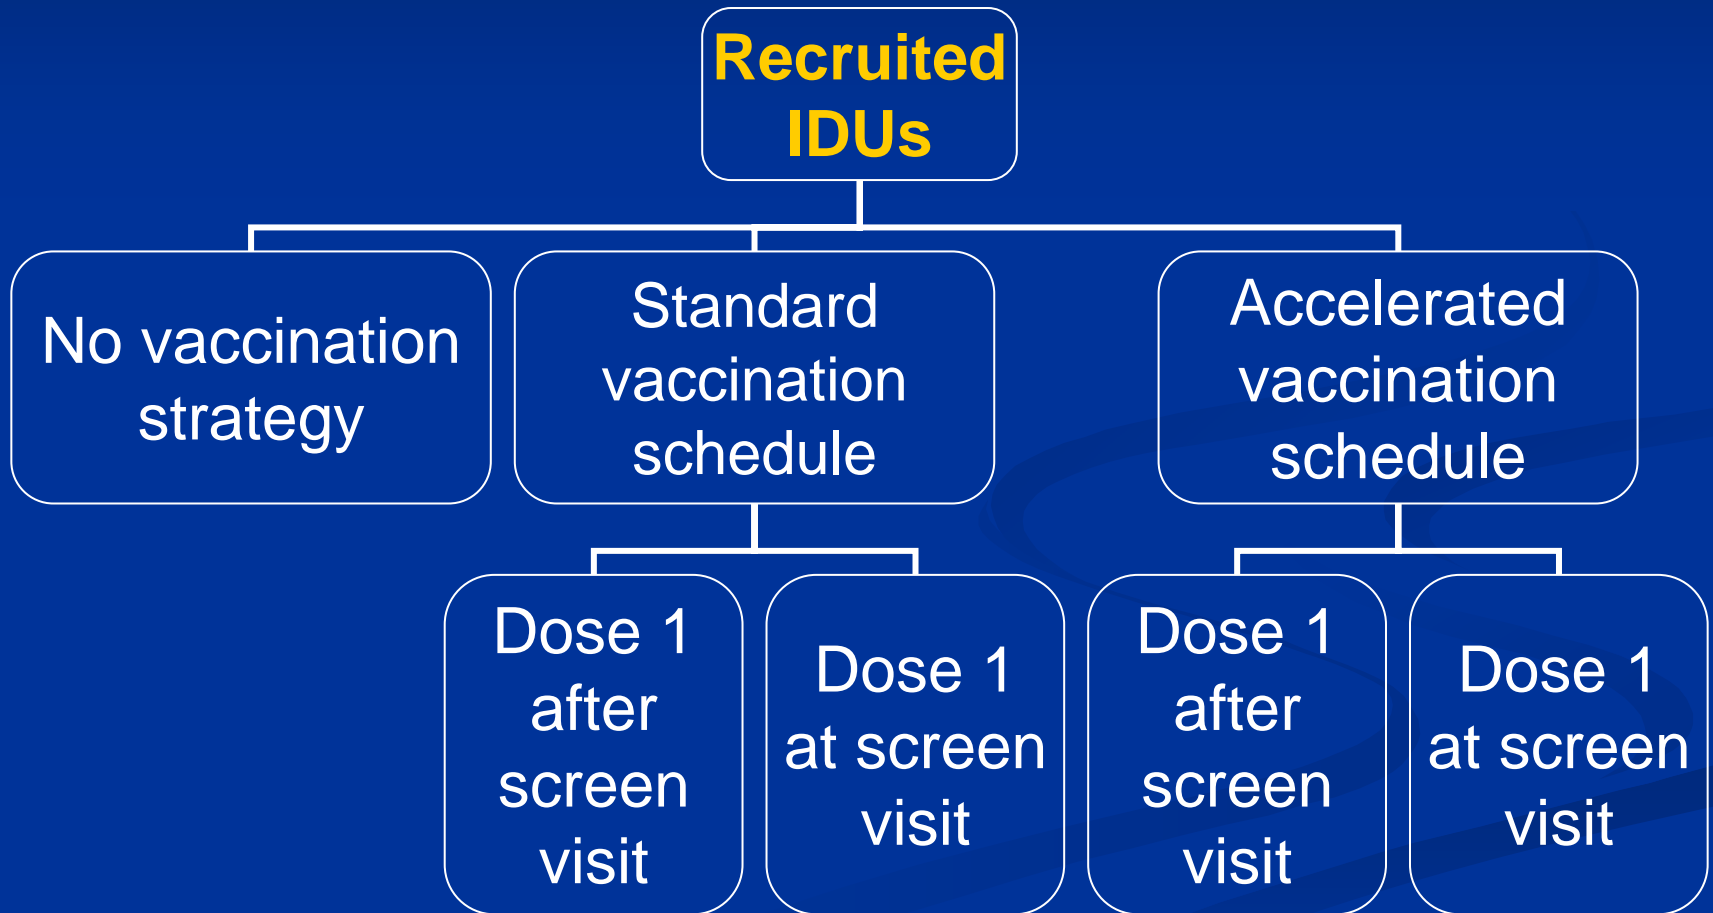 Recruited
IDUs
No vaccination
strategy
Standard
vaccination
schedule
Accelerated
vaccination
schedule
Dose 1
after
screen
visit
Dose 1
at screen
visit
Dose 1
after
screen
visit
Dose 1
at screen
visit